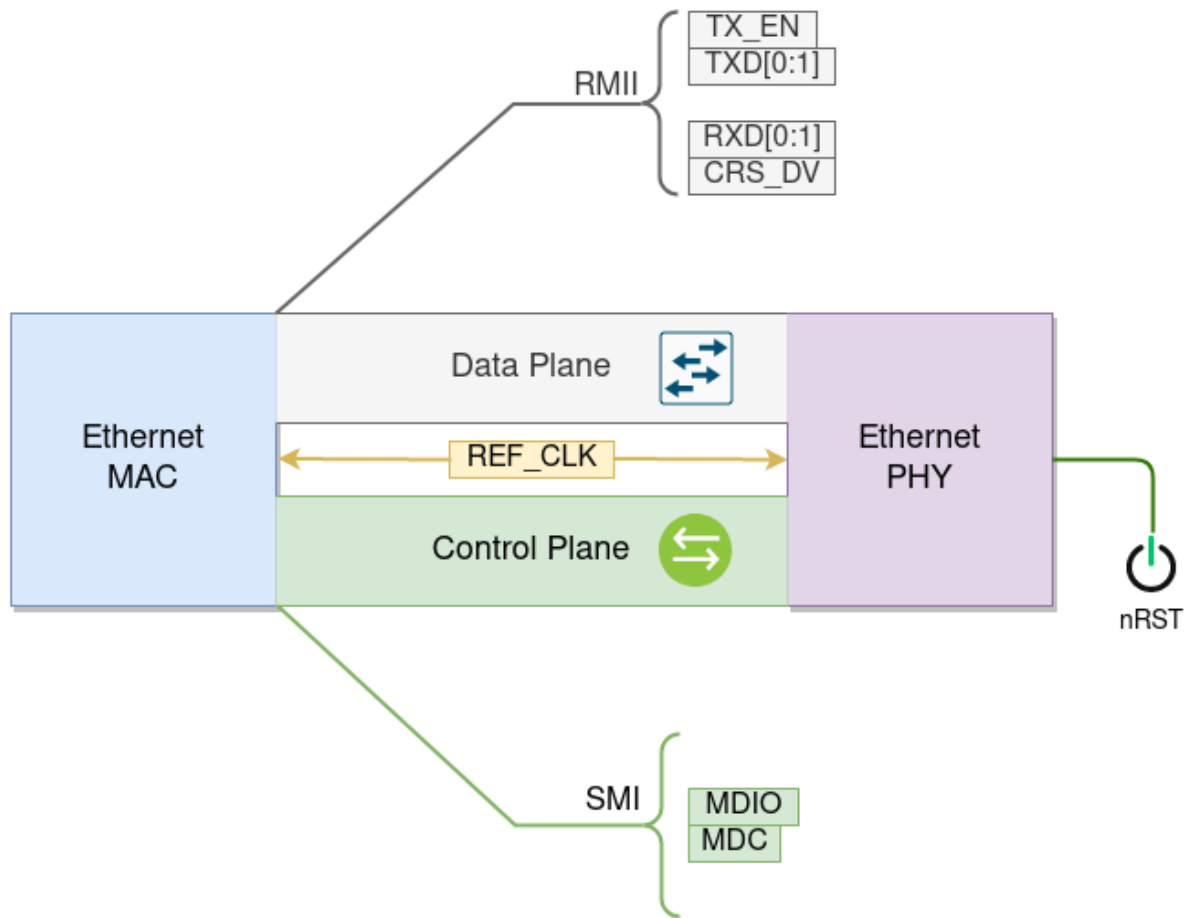 TX_EN
TXD[0:1]
RMII
RXD[0:1]
CRS_DV
Data Plane
Ethernet
MAC
REF_CLK
Ethernet
PHY
Control Plane
nRST
SMI
MDIO
MDC